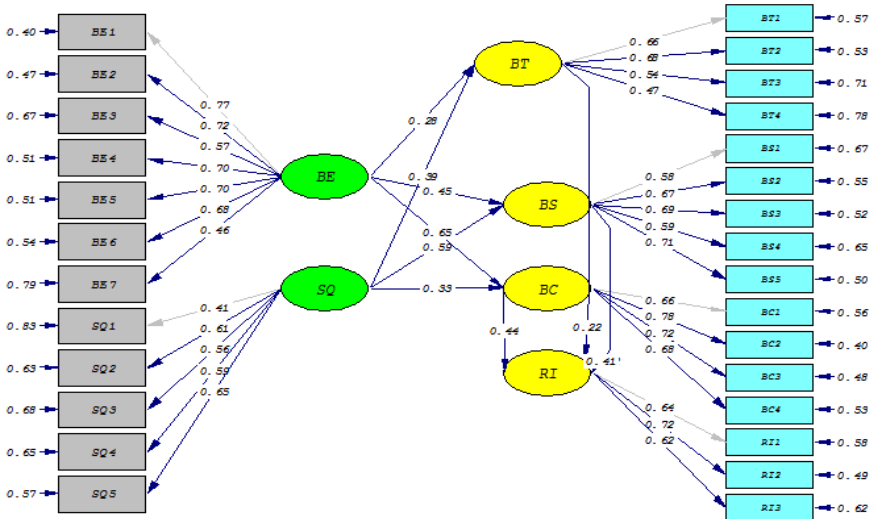 0.40 BE1
0.47 BE2
0.67 BE3
0.51 BE4
0.51 BE5
0.54 BE6
0.79 BE7
0.83 SQ1
0.63 SQ2
0.68 SQ3
0.65 SQ4
0.57 SQ5
0.77
0.72
0.57
0.70
0.70
0.68
0.46
0.41
0.61
0.56
0.59
0.65
BE
SQ
0.28
0.39
0.45
0.65
0.59
0.33
BT
BS
BC
RI
0.44
0.22
0.41'
0.66
0.68
0.54
0.47
0.58
0.67
0.69
0.59
0.71
0.66
0.78
0.72
0.68
0.64
0.72
0.62
BT1 0.57
BT2 0.53
BT3 0.71
BT4 0.78
BS1 0.67
BS2 0.55
BS3 0.52
BS4 0.65
BS5 0.50
BC1 0.56
BC2 0.40
BC3 0.48
BC4 0.53
RI1 0.58
RI2 0.49
RI3 0.62